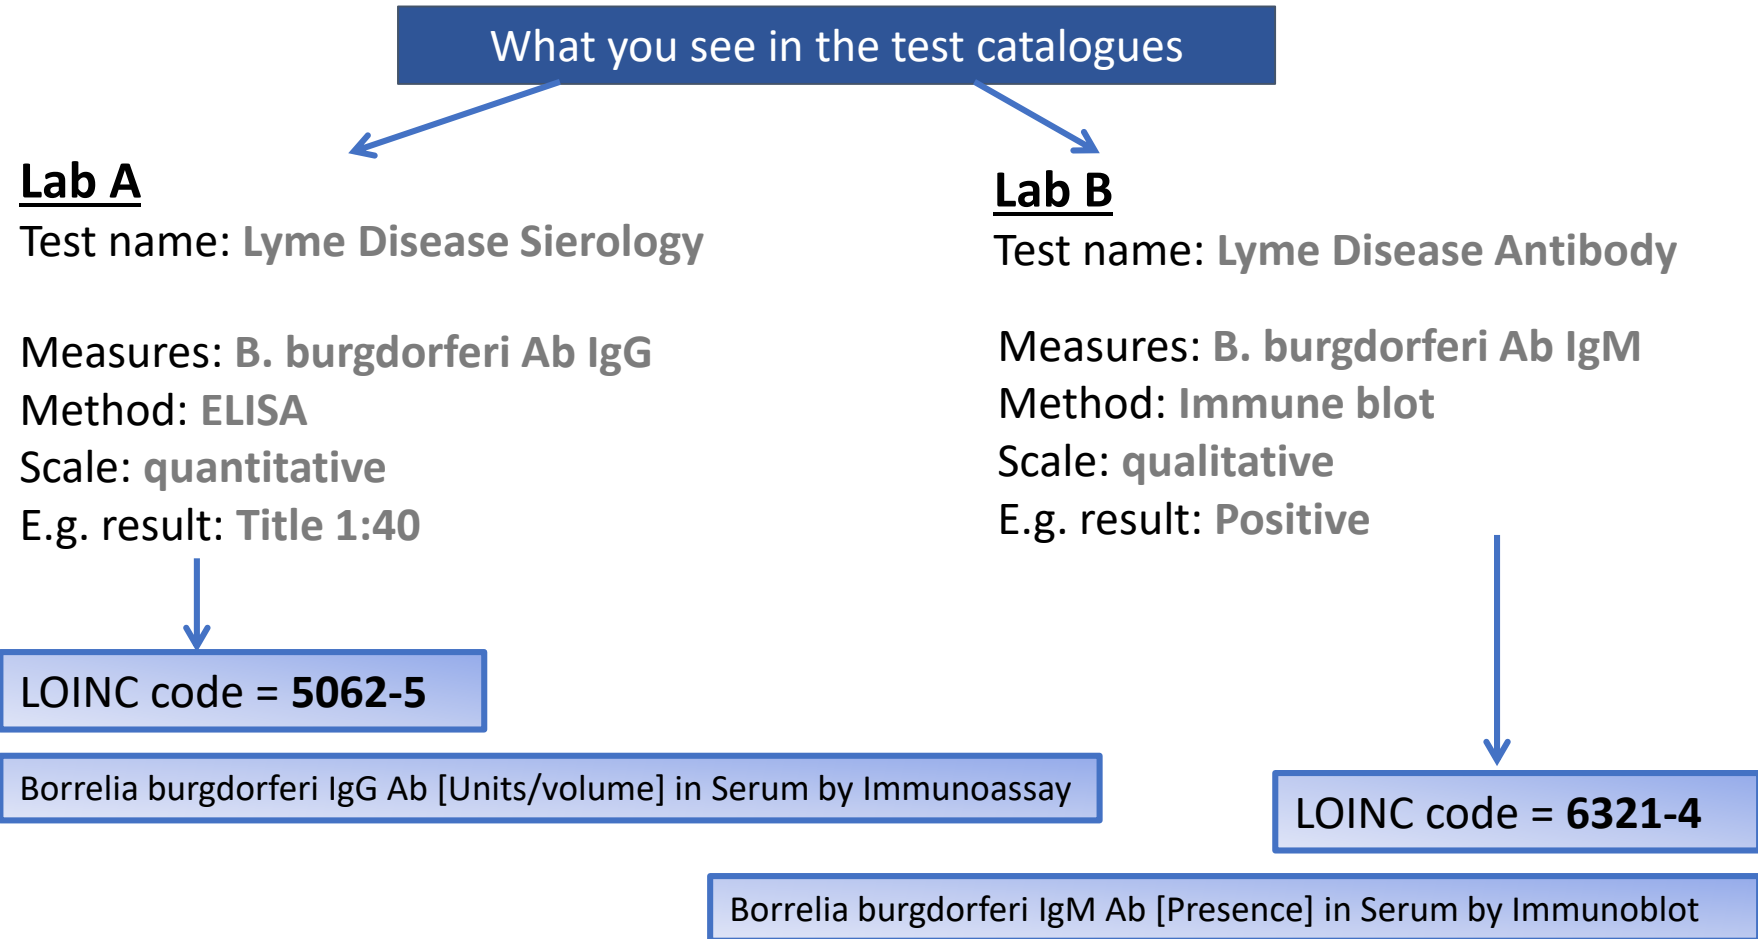 What you see in the test catalogues
Lab A
Test name: Lyme Disease Sierology
Measures: B. burgdorferi Ab IgG
Method: ELISA
Scale: quantitative
E.g. result: Title 1:40
LOINC code = 5062-5
Borrelia burgdorferi IgG Ab [Units/volume] in Serum by Immunoassay
Lab B
Test name: Lyme Disease Antibody
Measures: B. burgdorferi Ab IgM
Method: Immune blot
Scale: qualitative
E.g. result: Positive
LOINC code = 6321-4
Borrelia burgdorferi IgM Ab [Presence] in Serum by Immunoblot